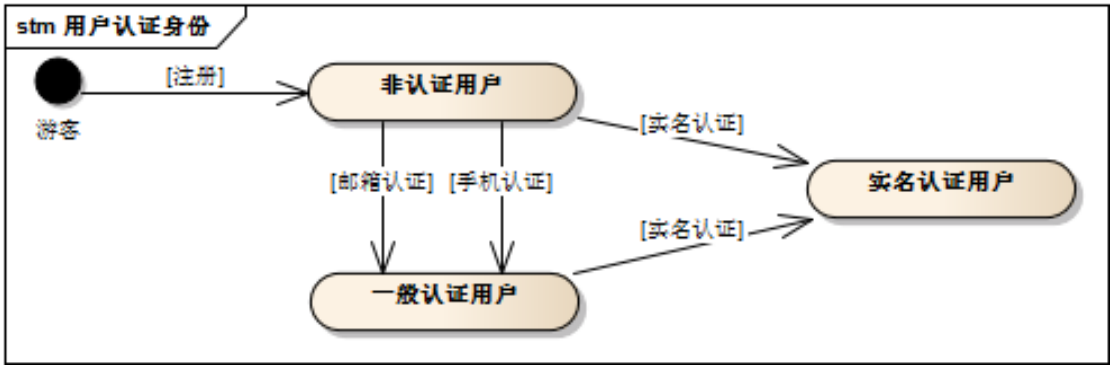 stm 用户认证身份
[注册]
游客
非认证用户
[实名认证]
[邮箱认证] [手机认证]
实名认证用户
[实名认证]
一般认证用户